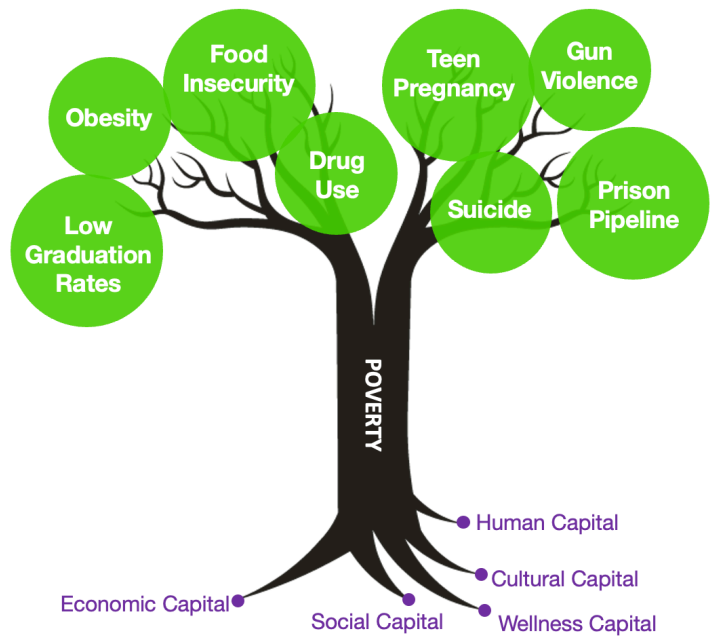 Food
Insecurity
Teen
Pregnancy
Gun
Violence
Obesity
Drug
Use
Suicide
Prison
Pipeline
Low
Graduation
Rates
POVERTY
Human Capital
Cultural Capital
Economic Capital
Social Capital
Wellness Capital